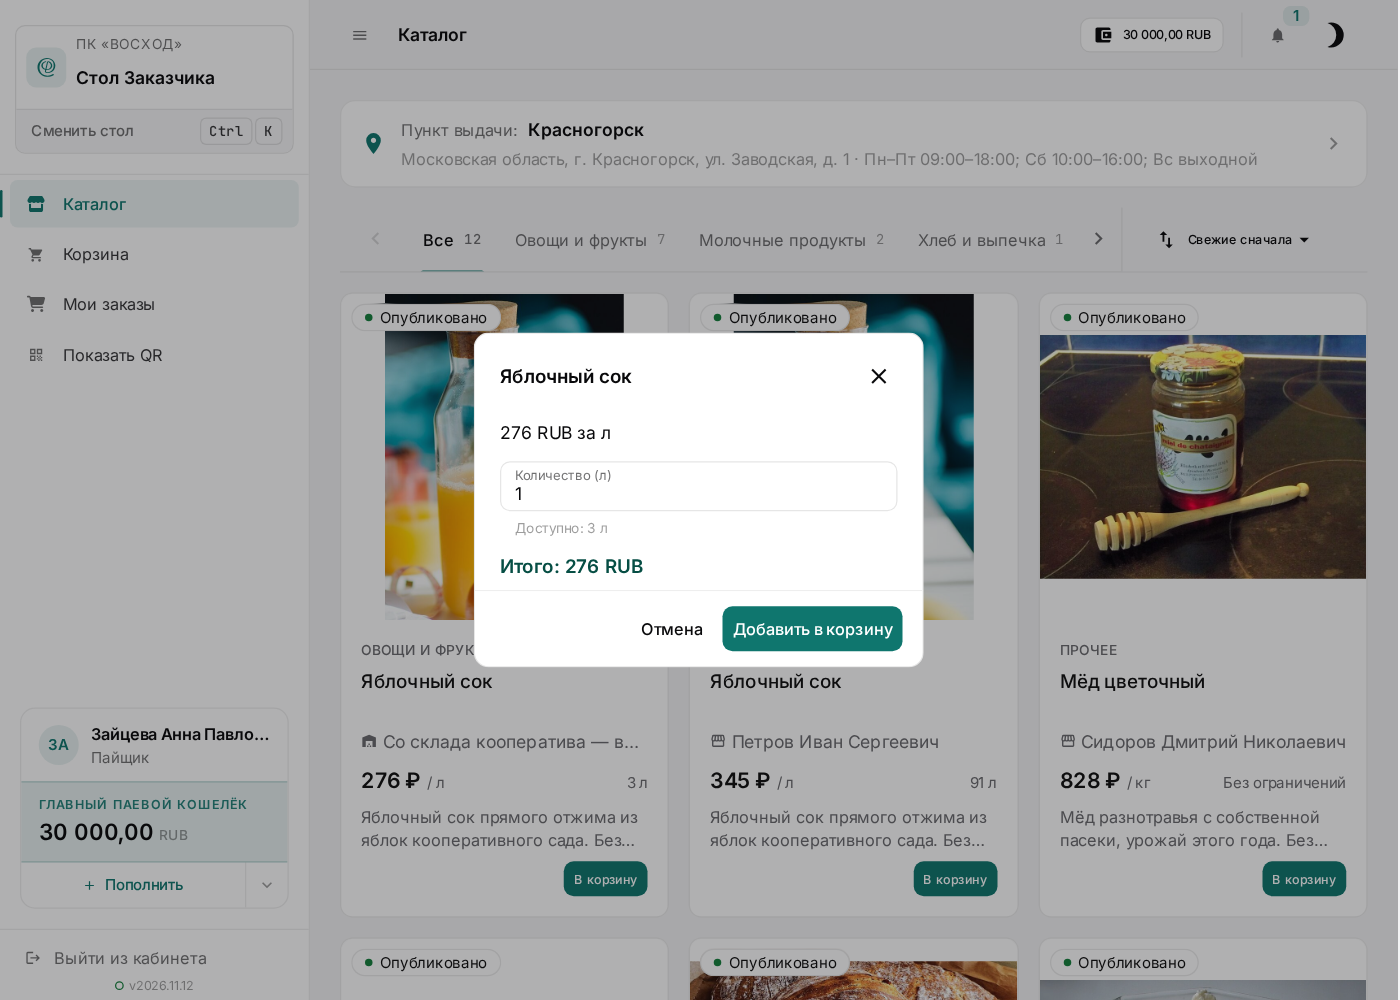 ПК «ВОСХОД»
Стол Заказчика
Сменить стол
Ctrl K
Каталог
Корзина
Мои заказы
Показать QR
ЗА
Зайцева Анна Павло...
Пайщик
ГЛАВНЫЙ ПАЕВОЙ КОШЕЛЁК
30 000,00 RUB
+ Пополнить
Выйти из кабинета
v2026.11.12
Каталог
30 000,00 RUB
1
Пункт выдачи: Красногорск
Московская область, г. Красногорск, ул. Заводская, д. 1 · Пн–Пт 09:00–18:00; Сб 10:00–16:00; Вс выходной
Все 12
Овощи и фрукты 7
Молочные продукты 2
Хлеб и выпечка 1
Свежие сначала
Опубликовано
ОВОЩИ И ФРУК
Яблочный сок
Со склада кооператива — в...
276 ₽ / л
3 л
Яблочный сок прямого отжима из
яблок кооперативного сада. Без...
В корзину
Опубликовано
Яблочный сок
Петров Иван Сергеевич
345 ₽ / л
91 л
Яблочный сок прямого отжима из
яблок кооперативного сада. Без...
В корзину
Опубликовано
ПРОЧЕЕ
Мёд цветочный
Сидоров Дмитрий Николаевич
828 ₽ / кг
Без ограничений
Мёд разнотравья с собственной
пасеки, урожай этого года. Без...
В корзину
Опубликовано
Опубликовано
Опубликовано
Яблочный сок
276 RUB за л
Количество (л)
1
Доступно: 3 л
Итого: 276 RUB
Отмена
Добавить в корзину